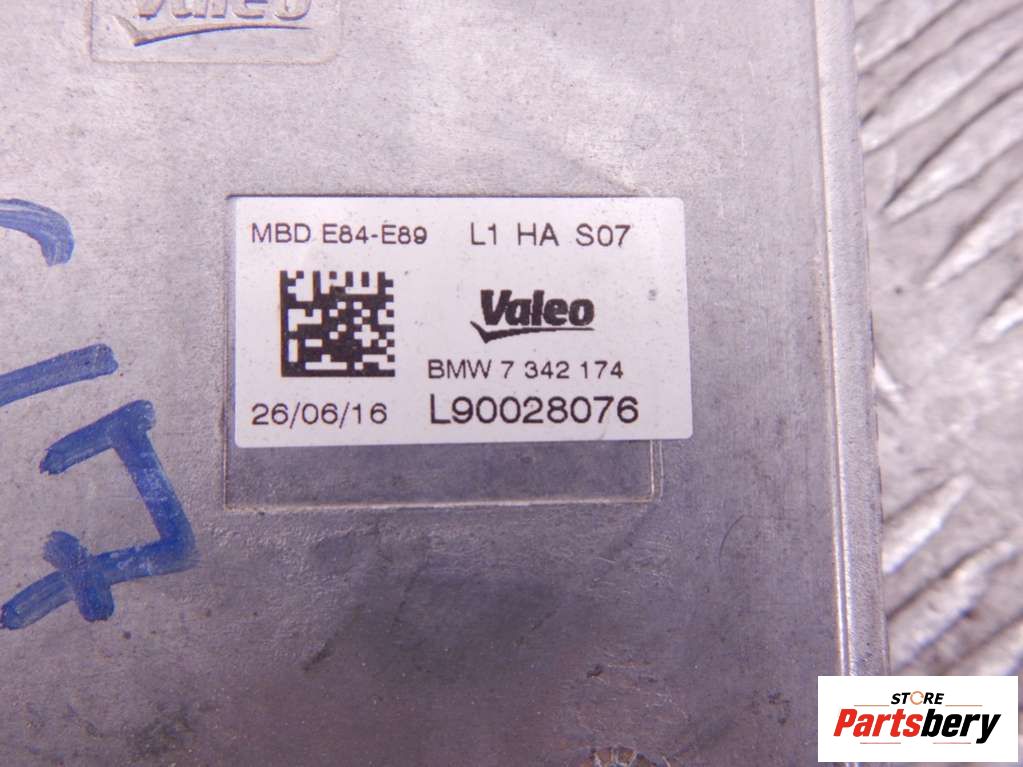 Valeo
MBD E84-E89 L1 HA S07
Valeo
BMW 7 342 174
26/06/16 L90028076
STORE
Partsbery